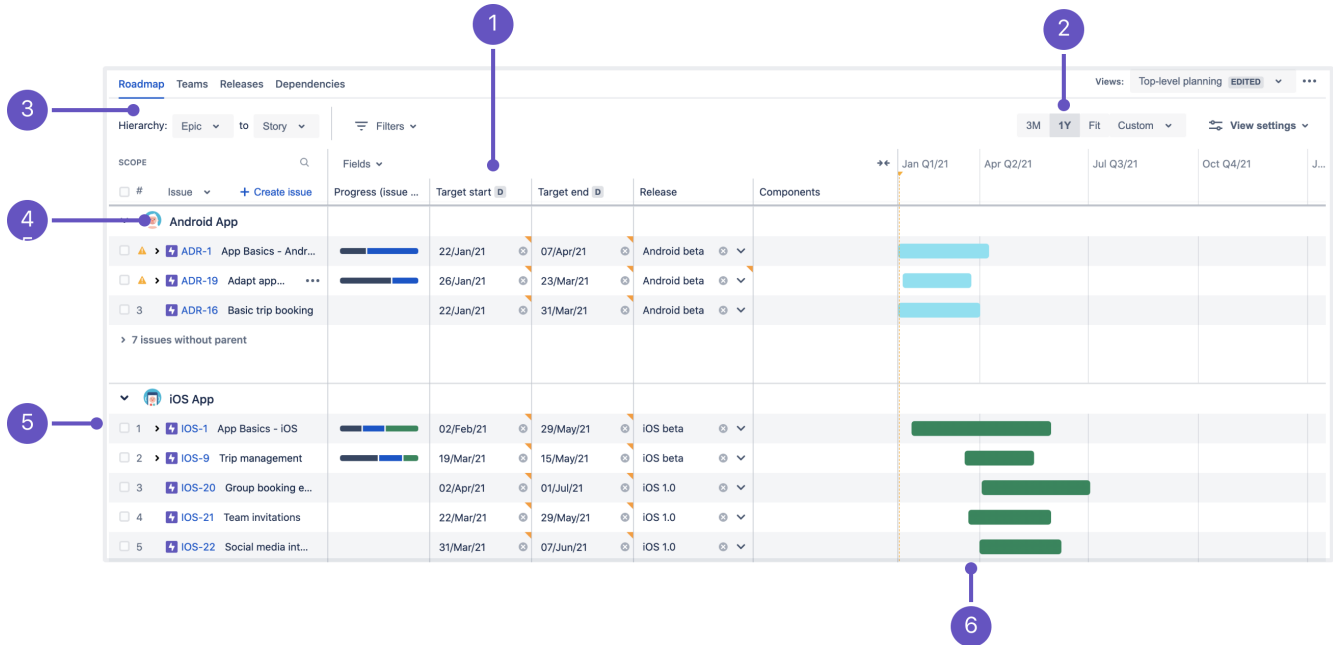 1
2
Roadmap Teams Releases Dependencies
Views: Top-level planning EDITED
3
Hierarchy: Epic to Story Filters
3M 1Y Fit Custom View settings
SCOPE Fields Jan Q1/21 Apr Q2/21 Jul Q3/21 Oct Q4/21 J...
# Issue + Create issue Progress (issue ... Target start D Target end D Release Components
4
Android App
ADR-1 App Basics - Andr... 22/Jan/21 07/Apr/21 Android beta
ADR-19 Adapt app... 26/Jan/21 23/Mar/21 Android beta
3 ADR-16 Basic trip booking 22/Jan/21 31/Mar/21 Android beta
7 issues without parent
iOS App
5
1 IOS-1 App Basics - iOS 02/Feb/21 29/May/21 iOS beta
2 IOS-9 Trip management 19/Mar/21 15/May/21 iOS beta
3 IOS-20 Group booking e... 02/Apr/21 01/Jul/21 iOS 1.0
4 IOS-21 Team invitations 22/Mar/21 29/May/21 iOS 1.0
5 IOS-22 Social media int... 31/Mar/21 07/Jun/21 iOS 1.0
6